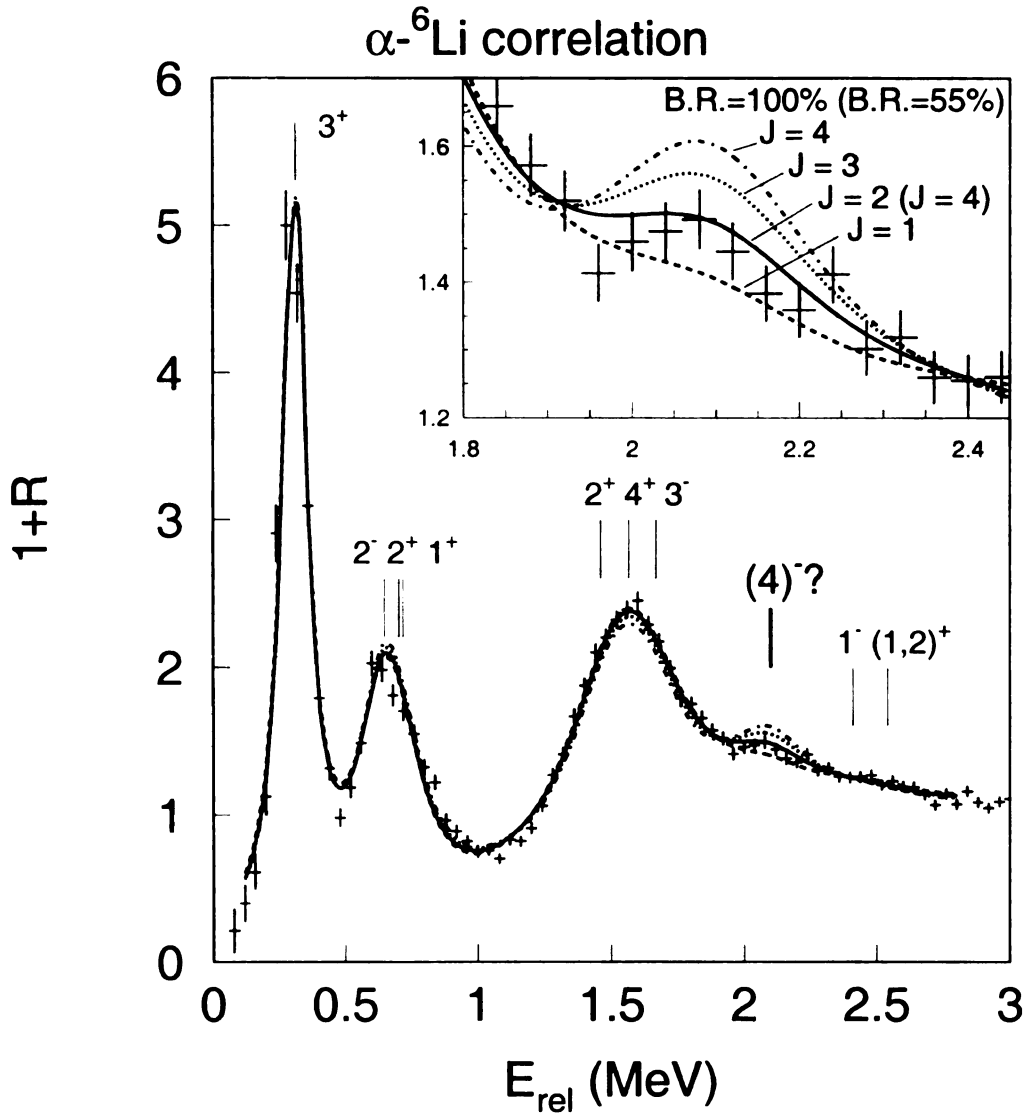 α-⁶Li correlation
6
5
4
3
2
1
0
1+R
3⁺
2⁻ 2⁺ 1⁺
2⁺ 4⁺ 3⁻
(4)⁻?
1⁻ (1,2)⁺
B.R.=100% (B.R.=55%)
J = 4
J = 3
J = 2 (J = 4)
J = 1
1.6
1.4
1.2
1.8 2 2.2 2.4
0 0.5 1 1.5 2 2.5 3
E_rel (MeV)